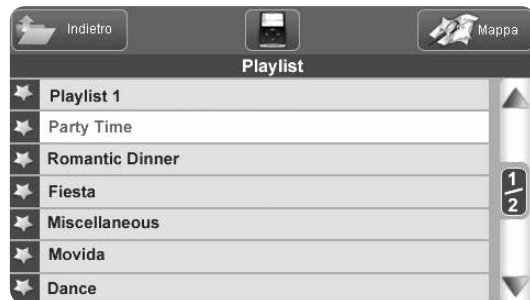 Indietro
Mappa
Playlist
Playlist 1
Party Time
Romantic Dinner
Fiesta
1
2
Miscellaneous
Movida
Dance